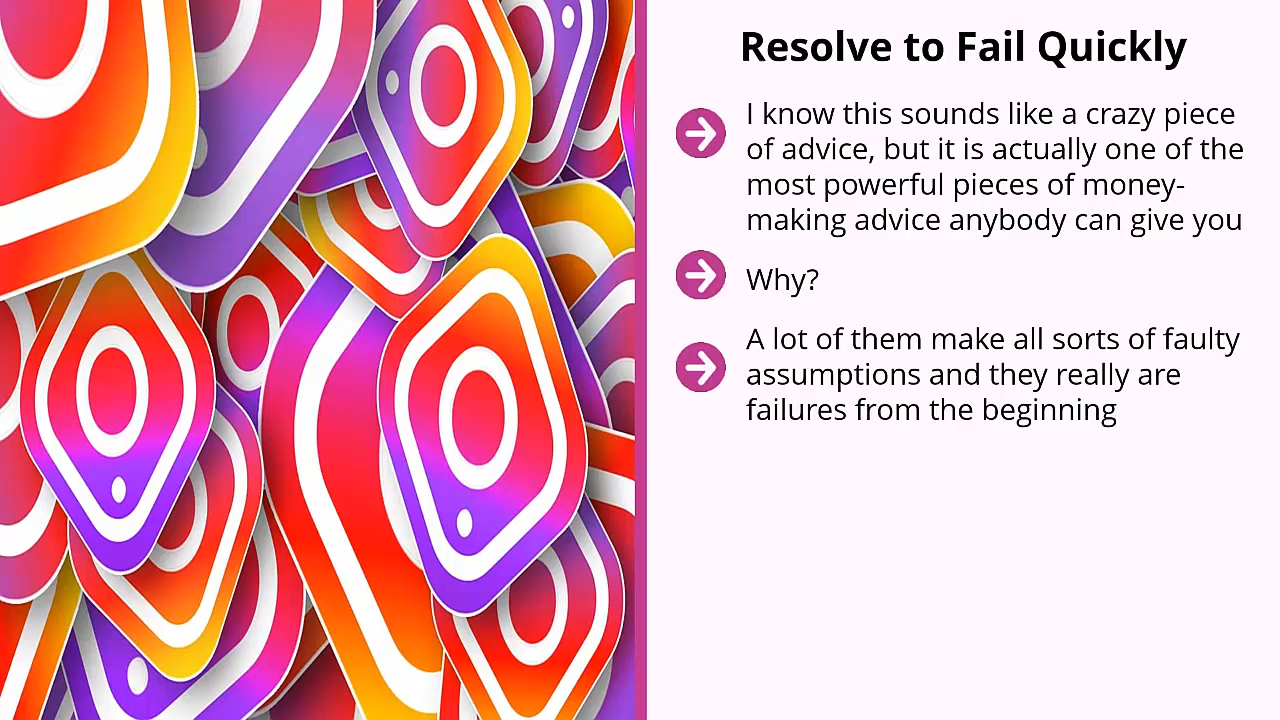 Resolve to Fail Quickly
I know this sounds like a crazy piece
of advice, but it is actually one of the
most powerful pieces of money-
making advice anybody can give you
Why?
A lot of them make all sorts of faulty
assumptions and they really are
failures from the beginning